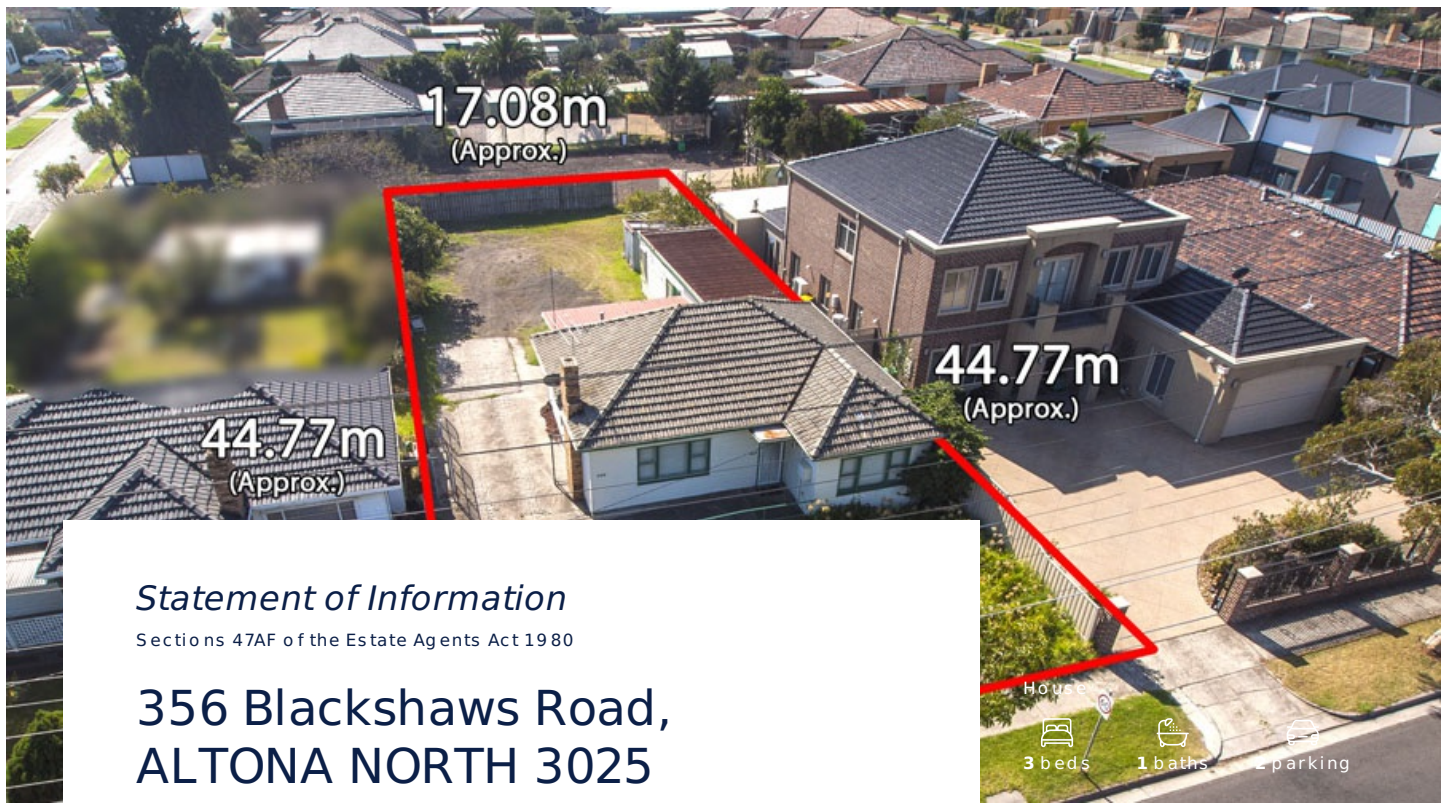 17.08m
(Approx.)
44.77m
(Approx.)
44.77m
(Approx.)
Statement of Information
Sections 47AF of the Estate Agents Act 1980
356 Blackshaws Road,
ALTONA NORTH 3025
House
3 beds 1 baths 2 parking